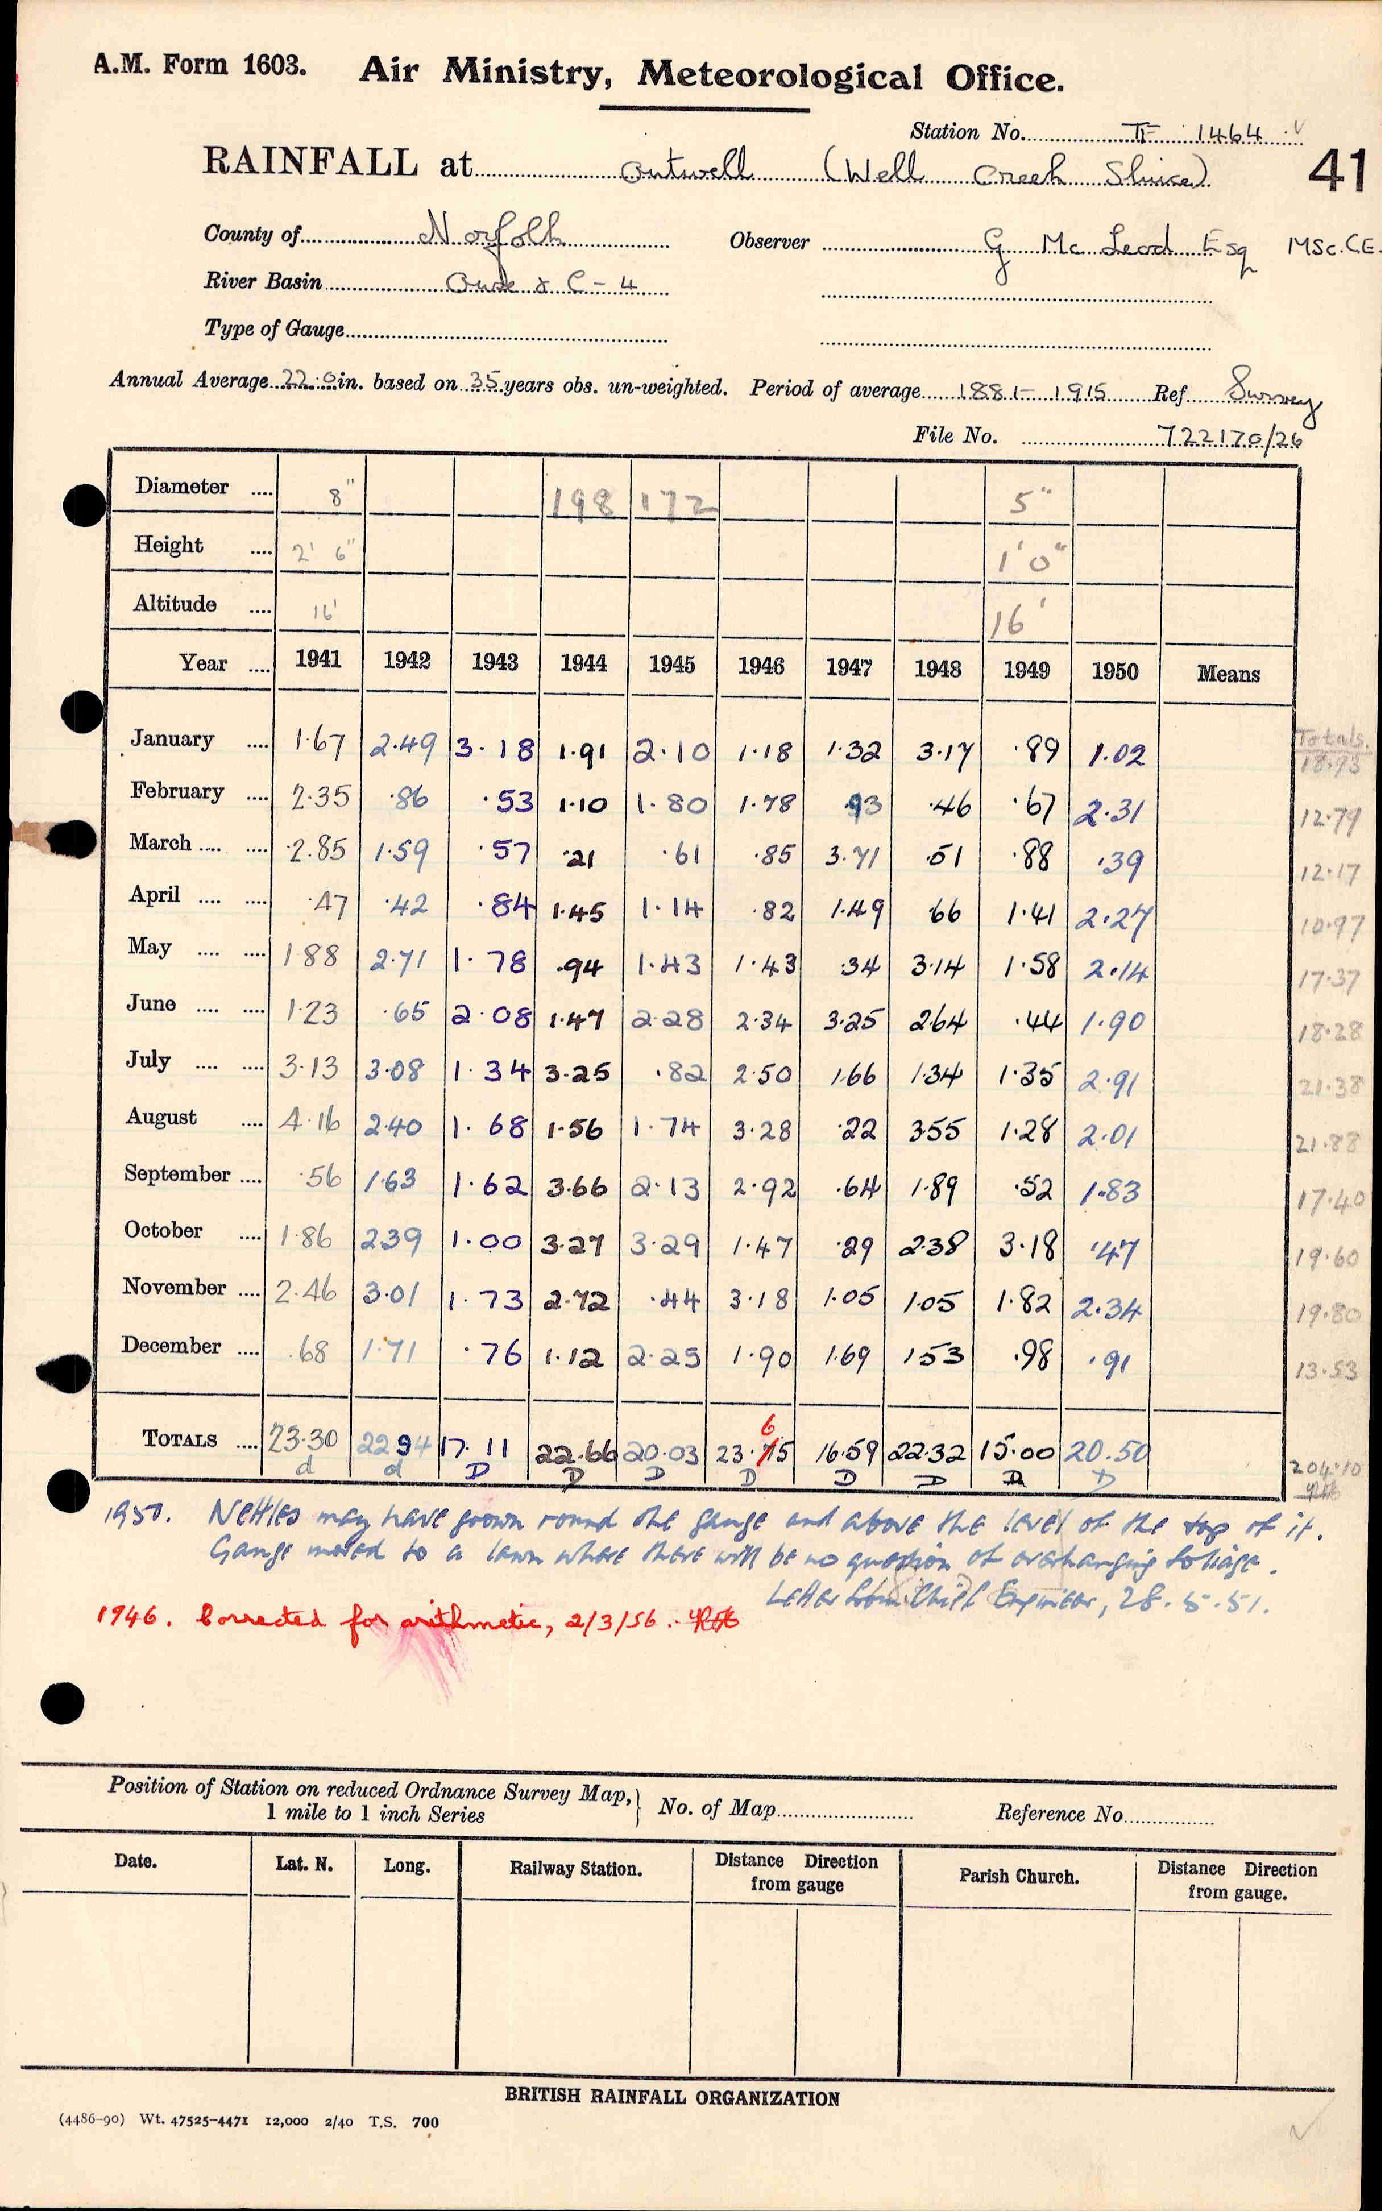 A.M. Form 1603. Air Ministry, Meteorological Office.
Station No. TF 1464 √
RAINFALL at Outwell (Well Creek Sluice) 41
County of Norfolk Observer G McLeod Esq MSc. C.E.
River Basin Ouse & C - 4
Type of Gauge
Annual Average 22.0 in. based on 35 years obs. un-weighted. Period of average 1881-1915 Ref. Survey
File No. 722170/26
Diameter .... 8" 198 172 5"
Height .... 2' 6" 1' 0"
Altitude .... 16' 16'
Year .... 1941 1942 1943 1944 1945 1946 1947 1948 1949 1950 Means
Totals.
January .... 1.67 2.49 3.18 1.91 2.10 1.18 1.32 3.17 .89 1.02 18.93
February .... 2.35 .86 .53 1.10 1.80 1.78 .93 .46 .67 2.31 12.79
March .... .... 2.85 1.59 .57 .21 .61 .85 3.71 .51 .88 .39 12.17
April .... .... .47 .42 .84 1.45 1.14 .82 1.49 66 1.41 2.27 10.97
May .... .... 1.88 2.71 1.78 .94 1.43 1.43 .34 3.14 1.58 2.14 17.37
June .... .... 1.23 .65 2.08 1.47 2.28 2.34 3.25 2.64 .44 1.90 18.28
July .... .... 3.13 3.08 1.34 3.25 .82 2.50 1.66 1.34 1.35 2.91 21.38
August .... 4.16 2.40 1.68 1.56 1.74 3.28 .22 3.55 1.28 2.01 21.88
September .... .56 1.63 1.62 3.66 2.13 2.92 .64 1.89 .52 1.83 17.40
October .... 1.86 2.39 1.00 3.27 3.29 1.47 .29 2.38 3.18 .47 19.60
November .... 2.46 3.01 1.73 2.72 .44 3.18 1.05 1.05 1.82 2.34 19.80
December .... .68 1.71 .76 1.12 2.25 1.90 1.69 1.53 .98 .91 13.53
6
TOTALS .... 23.30 22.94 17.11 22.66 20.03 23.75 16.59 22.32 15.00 20.50 204.10
d d D D D D D D D D
1950. Nettles may have grown round the gauge and above the level of the top of it.
Gauge moved to a lawn where there will be no question of overhanging foliage.
Letter from Chief Engineer, 28.5.51.
1946. Corrected for arithmetic, 2/3/56.
Position of Station on reduced Ordnance Survey Map, } No. of Map Reference No.
1 mile to 1 inch Series
Date. Lat. N. Long. Railway Station. Distance Direction from gauge Parish Church. Distance Direction from gauge.
BRITISH RAINFALL ORGANIZATION
(4486-90) Wt. 47525-4471 12,000 2/40 T.S. 700